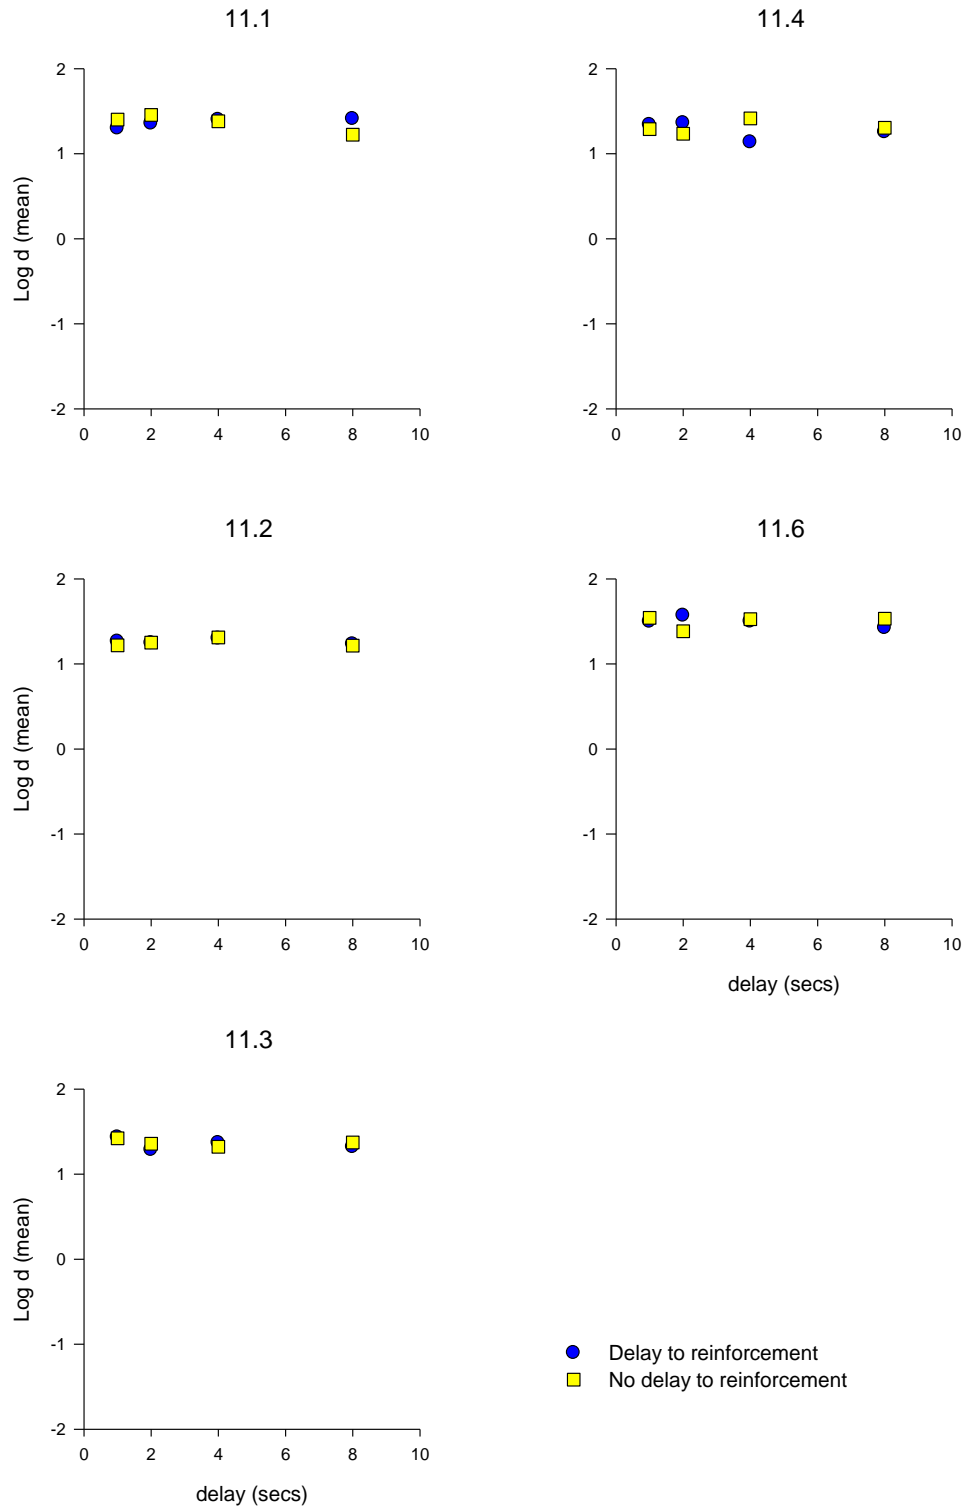 11.1
2
1
0
-1
-2
Log d (mean)
0 2 4 6 8 10
11.4
2
1
0
-1
-2
0 2 4 6 8 10
11.2
2
1
0
-1
-2
Log d (mean)
0 2 4 6 8 10
11.6
2
1
0
-1
-2
0 2 4 6 8 10
delay (secs)
11.3
2
1
0
-1
-2
Log d (mean)
0 2 4 6 8 10
delay (secs)
Delay to reinforcement
No delay to reinforcement